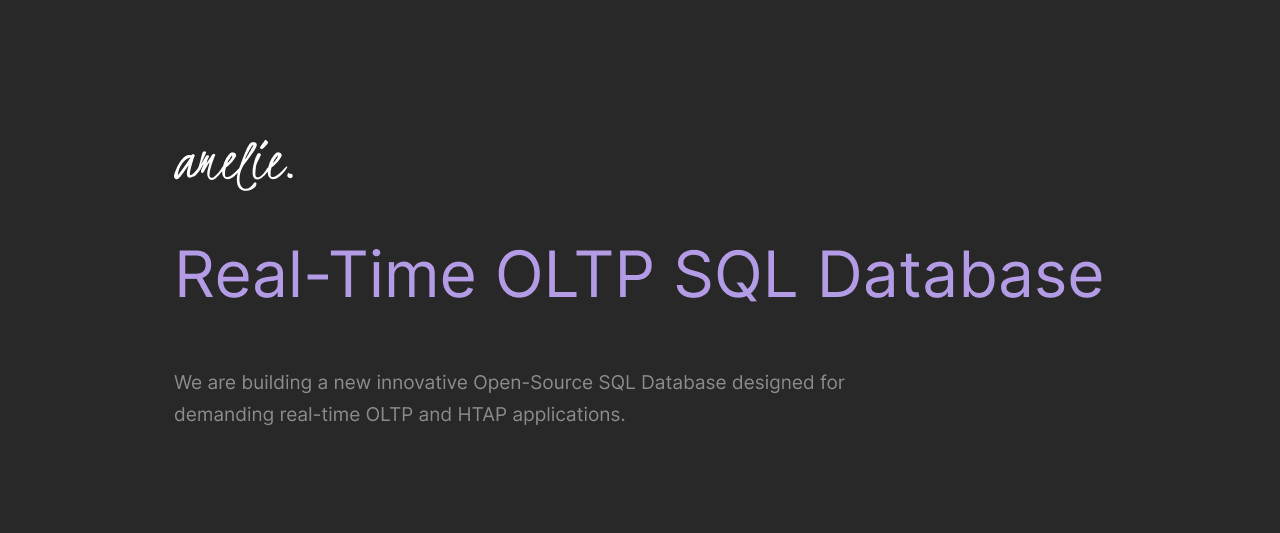 amelie.
Real-Time OLTP SQL Database
We are building a new innovative Open-Source SQL Database designed for
demanding real-time OLTP and HTAP applications.